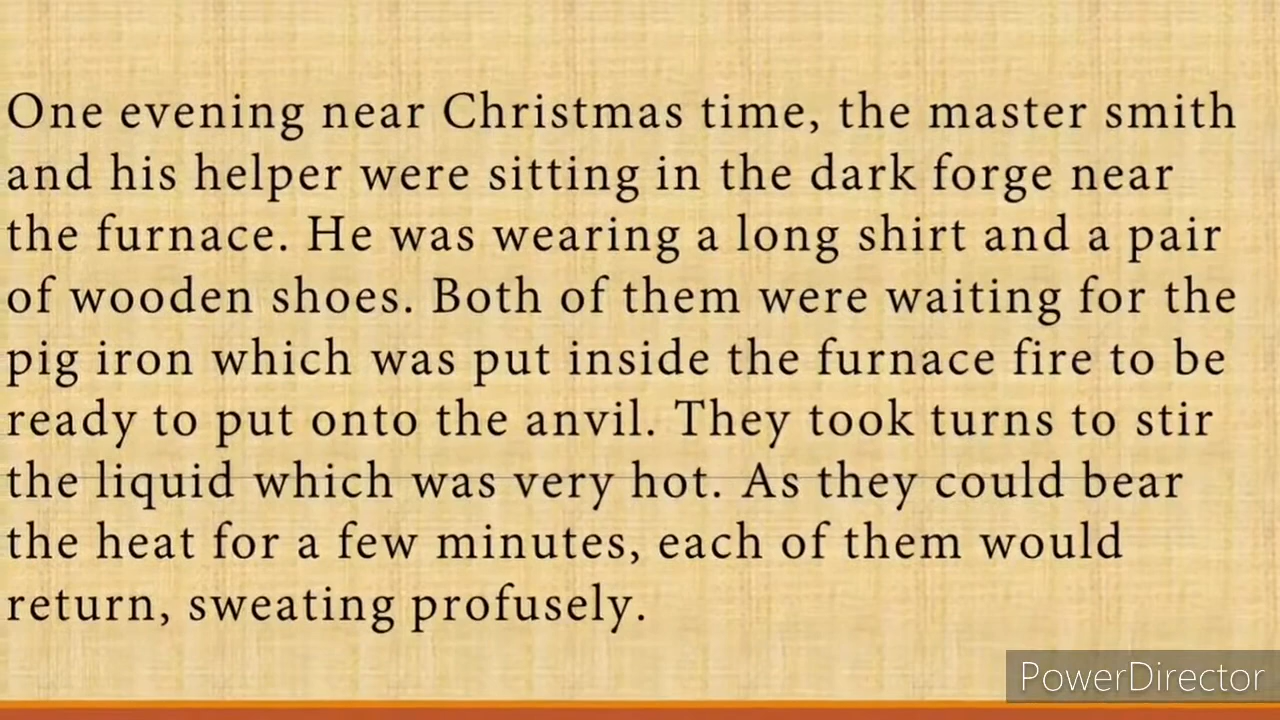 One evening near Christmas time, the master smith
and his helper were sitting in the dark forge near
the furnace. He was wearing a long shirt and a pair
of wooden shoes. Both of them were waiting for the
pig iron which was put inside the furnace fire to be
ready to put onto the anvil. They took turns to stir
the liquid which was very hot. As they could bear
the heat for a few minutes, each of them would
return, sweating profusely.
PowerDirector